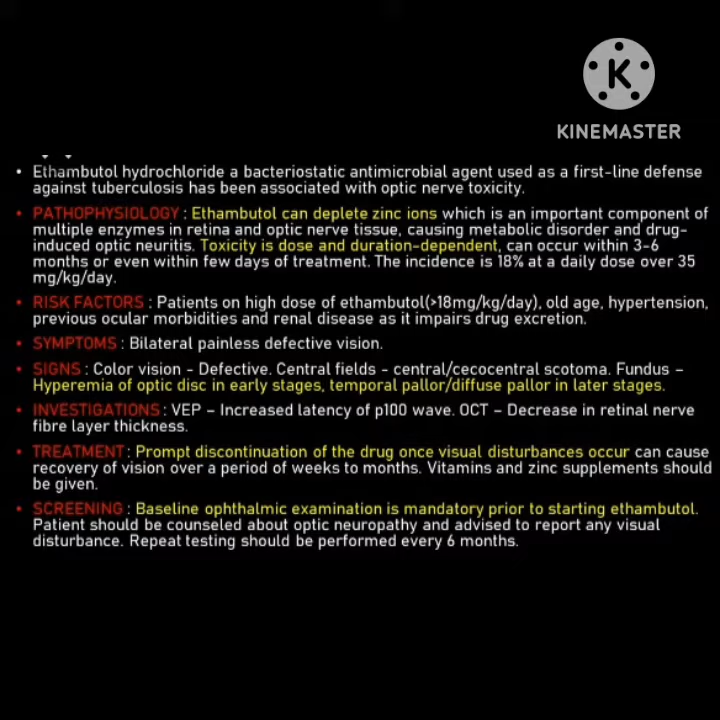 K
KINEMASTER
• Ethambutol hydrochloride a bacteriostatic antimicrobial agent used as a first-line defense
against tuberculosis has been associated with optic nerve toxicity.
• PATHOPHYSIOLOGY : Ethambutol can deplete zinc ions which is an important component of
multiple enzymes in retina and optic nerve tissue, causing metabolic disorder and drug-
induced optic neuritis. Toxicity is dose and duration-dependent, can occur within 3-6
months or even within few days of treatment. The incidence is 18% at a daily dose over 35
mg/kg/day.
• RISK FACTORS : Patients on high dose of ethambutol(>18mg/kg/day), old age, hypertension,
previous ocular morbidities and renal disease as it impairs drug excretion.
• SYMPTOMS : Bilateral painless defective vision.
• SIGNS : Color vision - Defective. Central fields - central/cecocentral scotoma. Fundus –
Hyperemia of optic disc in early stages, temporal pallor/diffuse pallor in later stages.
• INVESTIGATIONS : VEP – Increased latency of p100 wave. OCT – Decrease in retinal nerve
fibre layer thickness.
• TREATMENT : Prompt discontinuation of the drug once visual disturbances occur can cause
recovery of vision over a period of weeks to months. Vitamins and zinc supplements should
be given.
• SCREENING : Baseline ophthalmic examination is mandatory prior to starting ethambutol.
Patient should be counseled about optic neuropathy and advised to report any visual
disturbance. Repeat testing should be performed every 6 months.